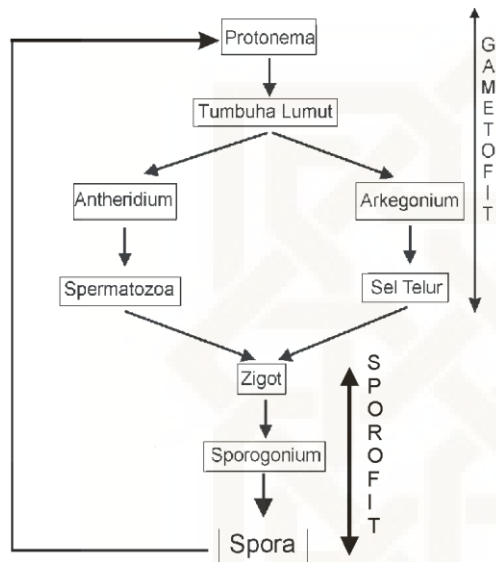 Protonema
Tumbuha Lumut
Antheridium
Arkegonium
Spermatozoa
Sel Telur
Zigot
Sporogonium
Spora
GAMETOFIT
SPOROFIT